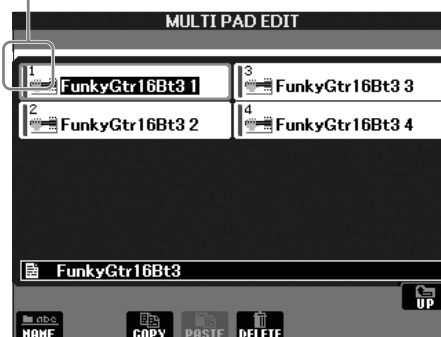 MULTI PAD EDIT
1 FunkyGtr16Bt3 1
3 FunkyGtr16Bt3 3
2 FunkyGtr16Bt3 2
4 FunkyGtr16Bt3 4
FunkyGtr16Bt3
UP
abc
NAME COPY PASTE DELETE